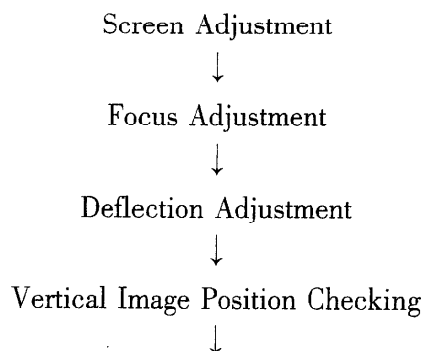 Screen Adjustment
↓
Focus Adjustment
↓
Deflection Adjustment
↓
Vertical Image Position Checking
↓